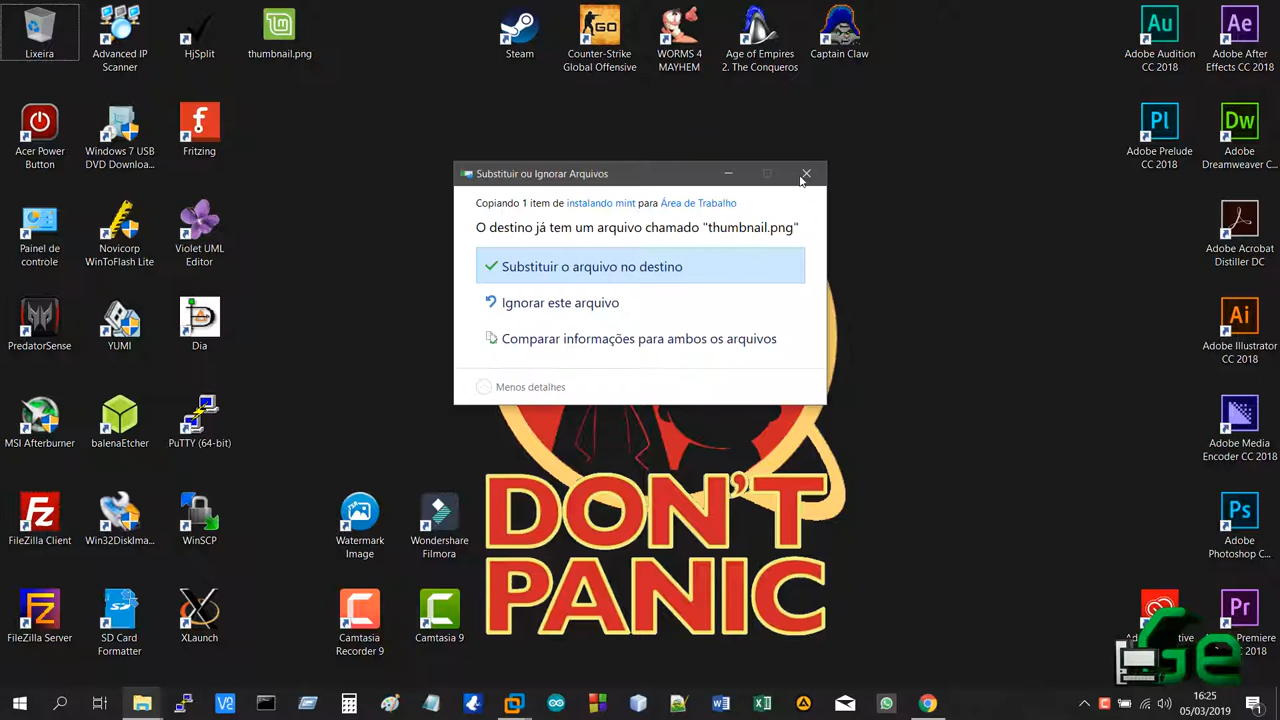 Lixeira
Advanced IP
Scanner
HjSplit
thumbnail.png
Steam
Counter-Strike
Global Offensive
WORMS 4
MAYHEM
Age of Empires
2. The Conqueros
Captain Claw
Adobe Audition
CC 2018
Adobe After
Effects CC 2018
Acer Power
Button
Windows 7 USB
DVD Downloa...
Fritzing
Adobe Prelude
CC 2018
Adobe
Dreamweaver C...
Painel de
controle
Novicorp
WinToFlash Lite
Violet UML
Editor
Adobe Acrobat
Distiller DC
PredatorSense
YUMI
Dia
Adobe Illustrator
CC 2018
MSI Afterburner
balenaEtcher
PuTTY (64-bit)
Adobe Media
Encoder CC 2018
FileZilla Client
Win32DiskIma...
WinSCP
Watermark
Image
Wondershare
Filmora
Adobe
Photoshop C...
FileZilla Server
SD Card
Formatter
XLaunch
Camtasia
Recorder 9
Camtasia 9
Substituir ou Ignorar Arquivos
Copiando 1 item de instalando mint para Área de Trabalho
O destino já tem um arquivo chamado "thumbnail.png"
Substituir o arquivo no destino
Ignorar este arquivo
Comparar informações para ambos os arquivos
Menos detalhes
DON'T
PANIC
Ge
16:25
05/03/2019